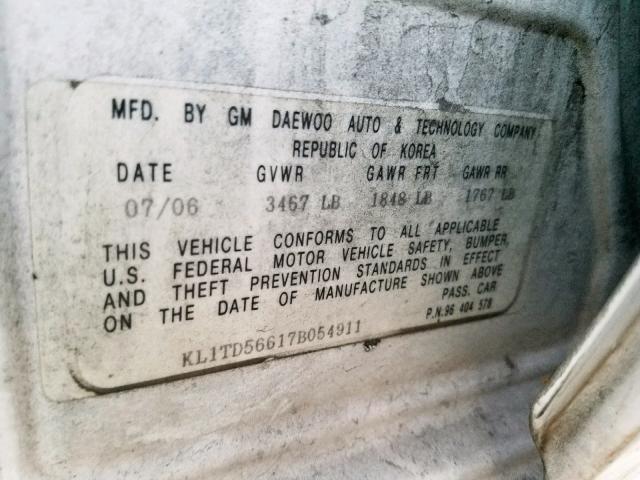 MFD. BY GM DAEWOO AUTO & TECHNOLOGY COMPANY
REPUBLIC OF KOREA
DATE GVWR GAWR FRT GAWR RR
07/06 3467 LB 1848 LB 1767 LB
THIS VEHICLE CONFORMS TO ALL APPLICABLE
U.S. FEDERAL MOTOR VEHICLE SAFETY, BUMPER,
AND THEFT PREVENTION STANDARDS IN EFFECT
ON THE DATE OF MANUFACTURE SHOWN ABOVE
PASS. CAR
P.N.96 404 578
KL1TD56617B054911